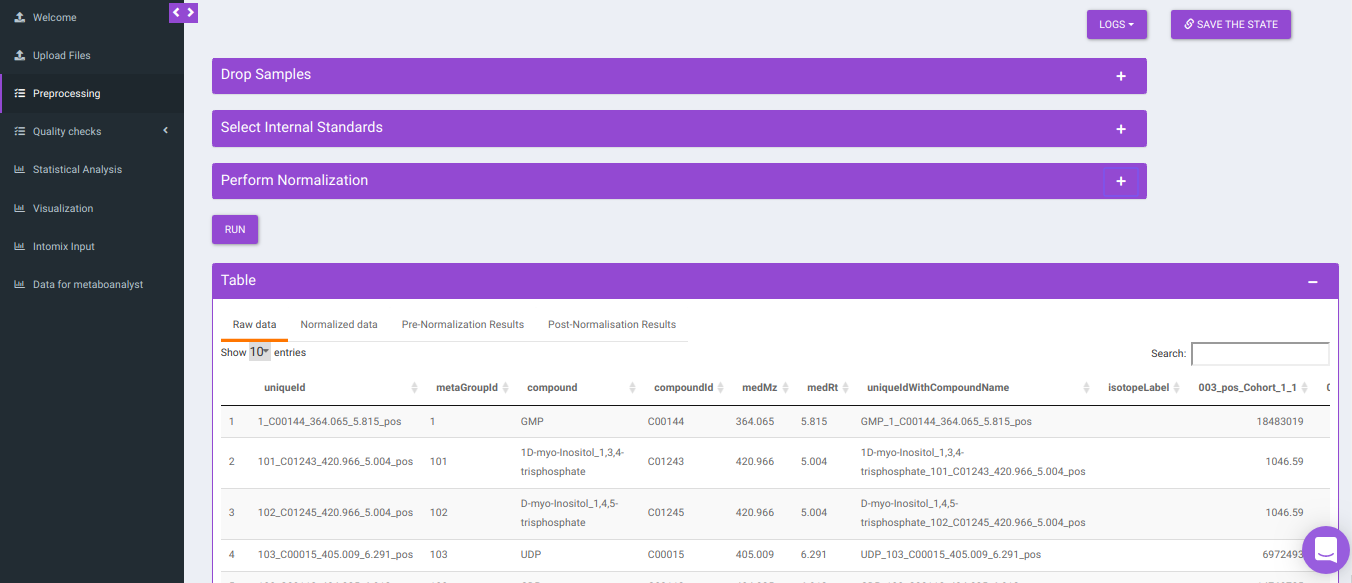 Welcome
LOGS
SAVE THE STATE
Upload Files
Drop Samples
Preprocessing
Quality checks
Select Internal Standards
Statistical Analysis
Perform Normalization
Visualization
RUN
Intomix Input
Data for metaboanalyst
Table
Raw data Normalized data Pre-Normalization Results Post-Normalisation Results
Show 10 entries
Search:
uniqueId metaGroupId compound compoundId medMz medRt uniqueIdWithCompoundName isotopeLabel 003_pos_Cohort_1_1
1 1_C00144_364.065_5.815_pos 1 GMP C00144 364.065 5.815 GMP_1_C00144_364.065_5.815_pos 18483019
2 101_C01243_420.966_5.004_pos 101 1D-myo-Inositol_1,3,4- C01243 420.966 5.004 1D-myo-Inositol_1,3,4- 1046.59
trisphosphate trisphosphate_101_C01243_420.966_5.004_pos
3 102_C01245_420.966_5.004_pos 102 D-myo-Inositol_1,4,5- C01245 420.966 5.004 D-myo-Inositol_1,4,5- 1046.59
trisphosphate trisphosphate_102_C01245_420.966_5.004_pos
4 103_C00015_405.009_6.291_pos 103 UDP C00015 405.009 6.291 UDP_103_C00015_405.009_6.291_pos 6972493